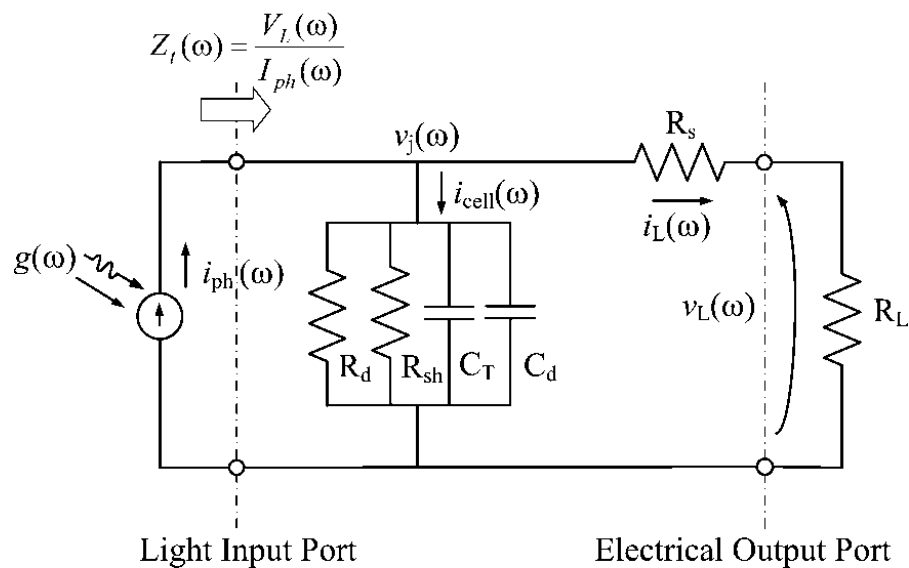 Z_t(ω) = V_L(ω) / I_ph(ω)
R_s
v_j(ω)
i_cell(ω)
i_L(ω)
g(ω)
i_ph(ω)
v_L(ω)
R_L
R_d
R_sh
C_T
C_d
Light Input Port
Electrical Output Port